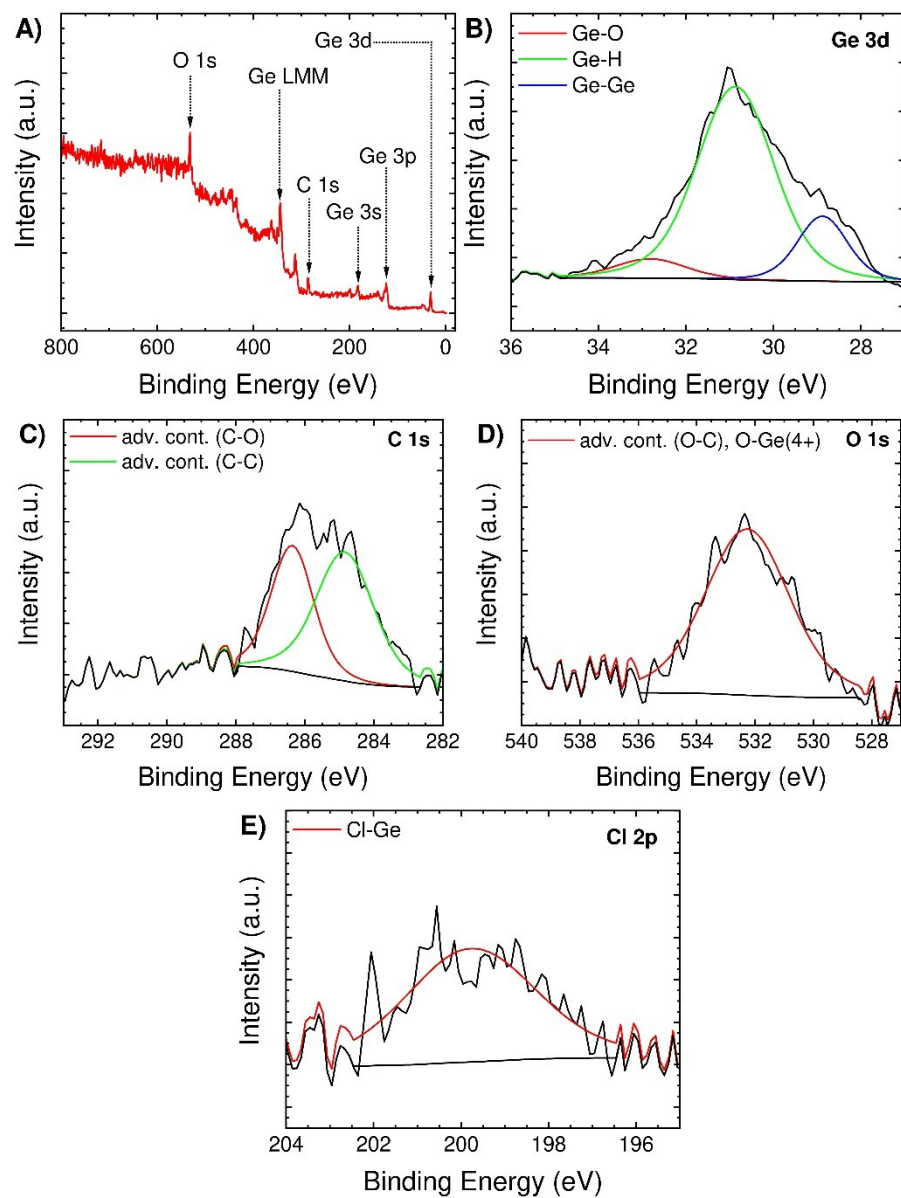 A)
Ge 3d
O 1s
Ge LMM
Ge 3p
C 1s
Ge 3s
Intensity (a.u.)
800 600 400 200 0
Binding Energy (eV)
B)
Ge-O
Ge 3d
Ge-H
Ge-Ge
Intensity (a.u.)
36 34 32 30 28
Binding Energy (eV)
C)
adv. cont. (C-O)
C 1s
adv. cont. (C-C)
Intensity (a.u.)
292 290 288 286 284 282
Binding Energy (eV)
D)
adv. cont. (O-C), O-Ge(4+)
O 1s
Intensity (a.u.)
540 538 536 534 532 530 528
Binding Energy (eV)
E)
Cl-Ge
Cl 2p
Intensity (a.u.)
204 202 200 198 196
Binding Energy (eV)